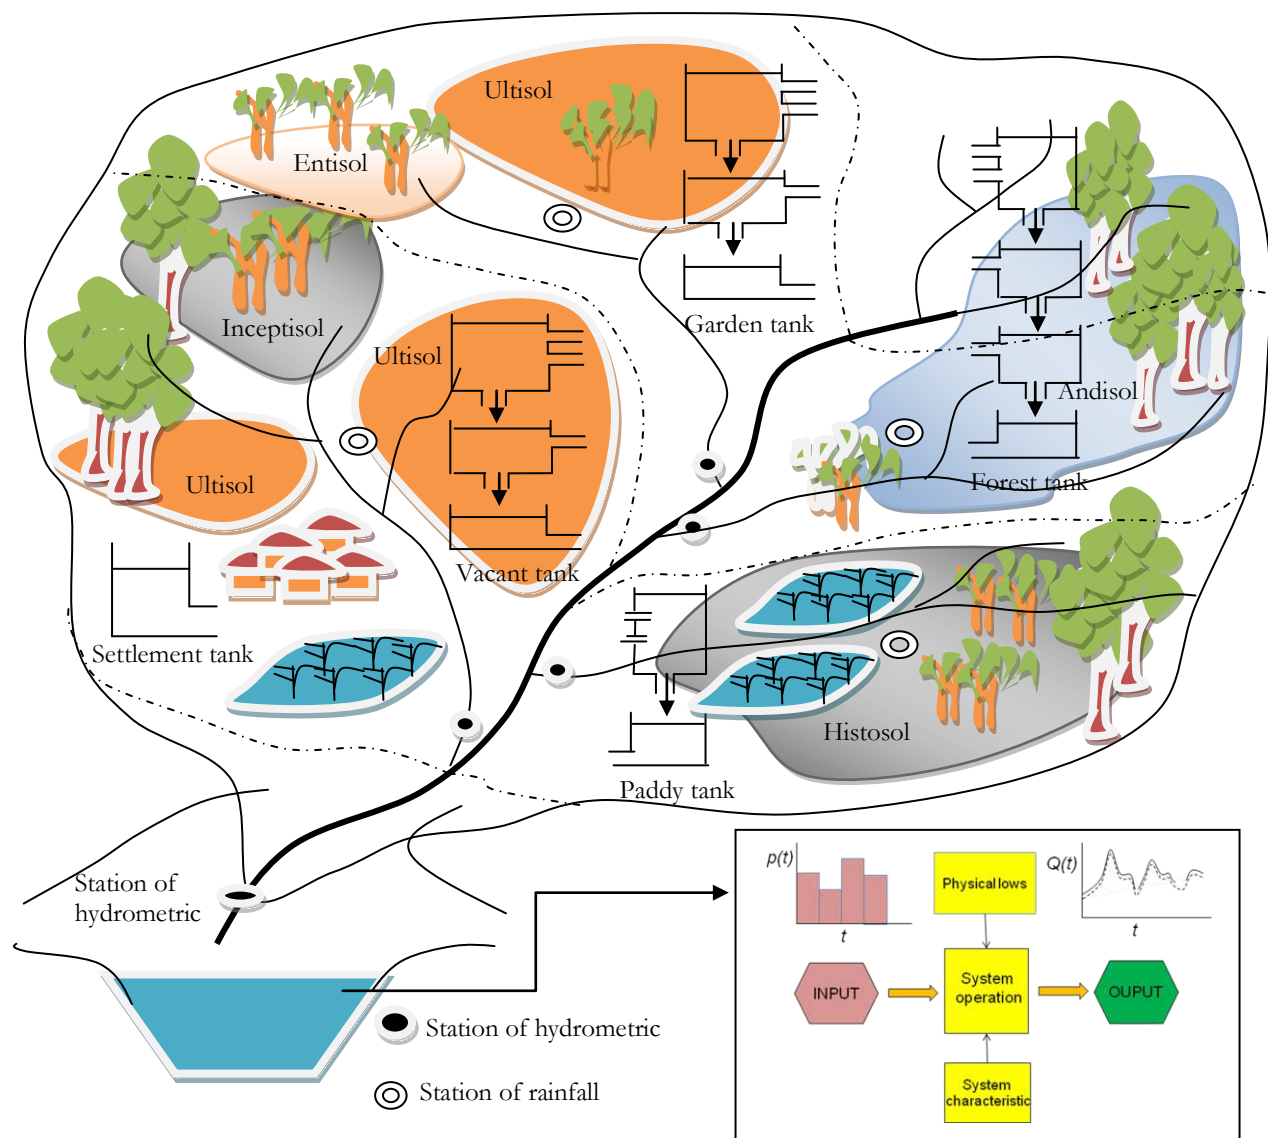 Ultisol
Entisol
Inceptisol
Garden tank
Ultisol
Andisol
Ultisol
Forest tank
Vacant tank
Settlement tank
Histosol
Paddy tank
Station of
hydrometric
p(t)
t
Physical lows
Q(t)
t
INPUT
System
operation
OUPUT
System
characteristic
Station of hydrometric
Station of rainfall